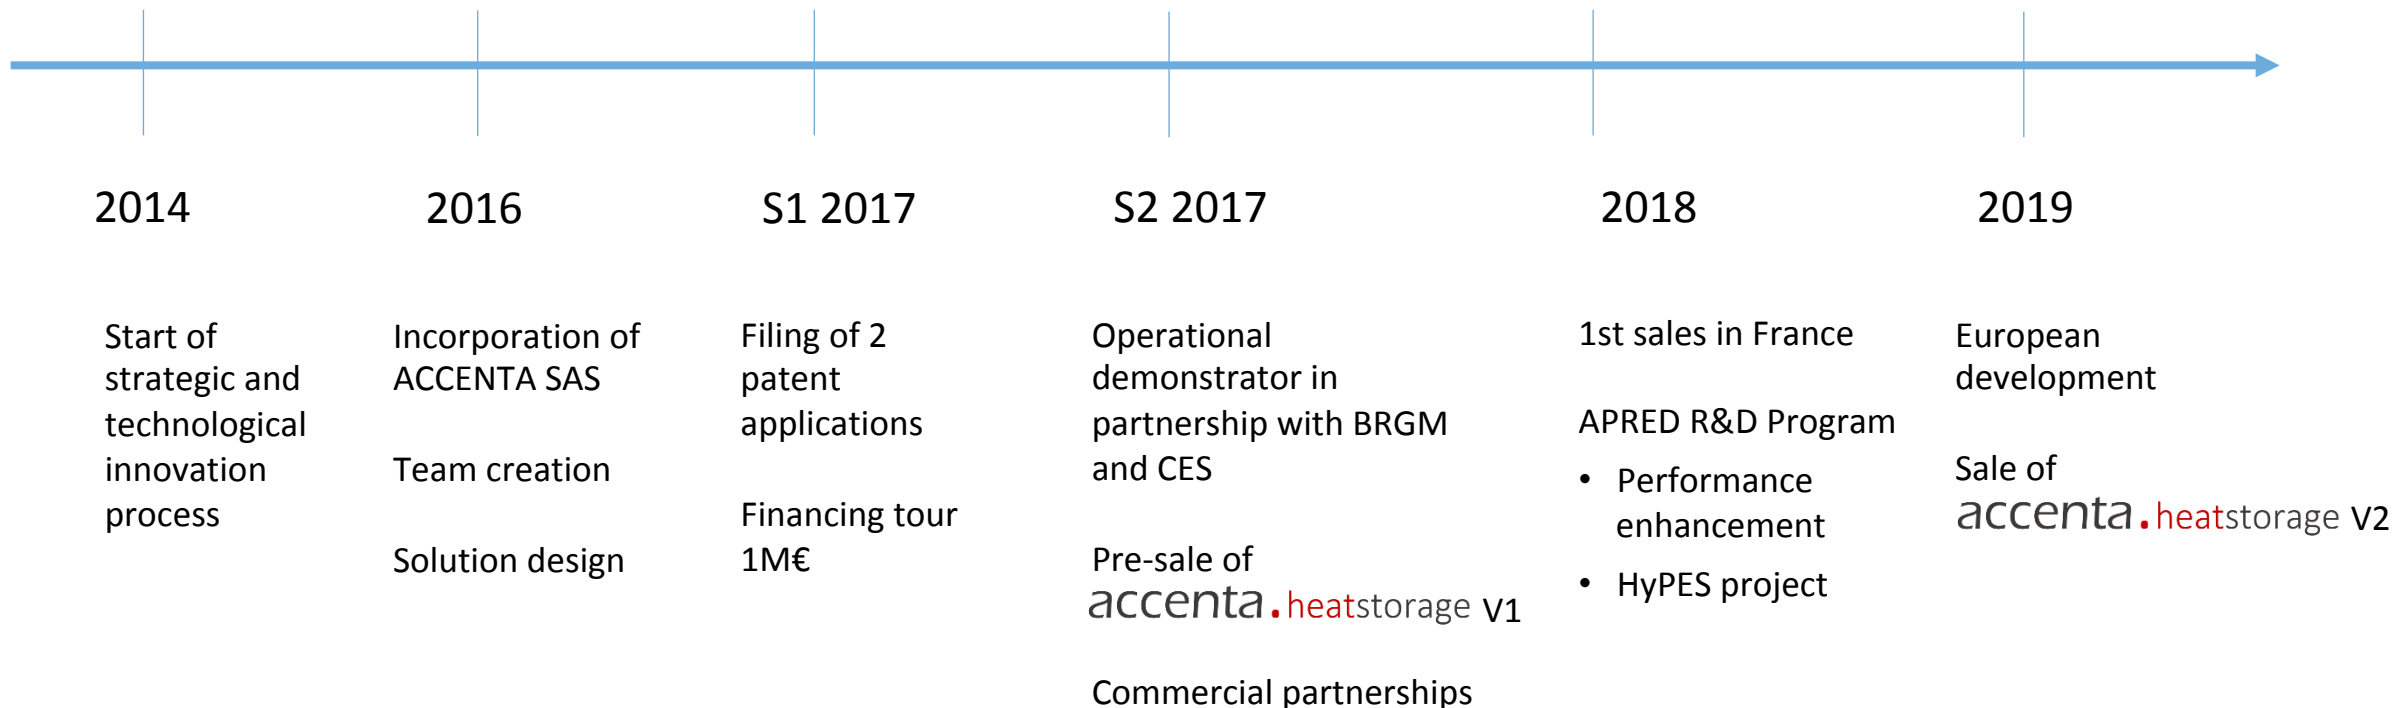 2014
Start of
strategic and
technological
innovation
process
2016
Incorporation of
ACCENTA SAS
Team creation
Solution design
S1 2017
Filing of 2
patent
applications
Financing tour
1M€
S2 2017
Operational
demonstrator in
partnership with BRGM
and CES
Pre-sale of
accenta.heatstorage V1
Commercial partnerships
2018
1st sales in France
APRED R&D Program
• Performance
enhancement
• HyPES project
2019
European
development
Sale of
accenta.heatstorage V2